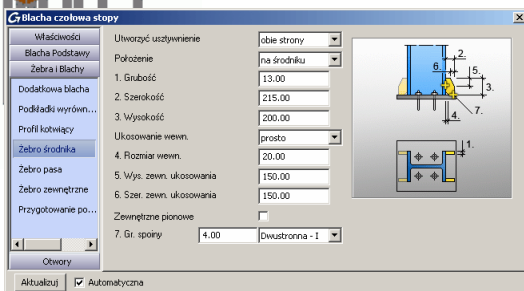 Blacha czołowa stopy
Właściwości
Blacha Podstawy
Żebra i Blachy
Dodatkowa blacha
Podkładki wyrówn...
Profil kotwiący
Żebro środnika
Żebro pasa
Żebro zewnętrzne
Przygotowanie po...
Otwory
Utworzyć usztywnienie obie strony
Położenie na środniku
1. Grubość 13.00
2. Szerokość 215.00
3. Wysokość 200.00
Ukosowanie wewn. prosto
4. Rozmiar wewn. 20.00
5. Wys. zewn. ukosowania 150.00
6. Szer. zewn. ukosowania 150.00
Zewnętrzne pionowe
7. Gr. spoiny 4.00 Dwustronna - I
2.
6.
5.
3.
7.
4.
1.
Aktualizuj Automatyczna